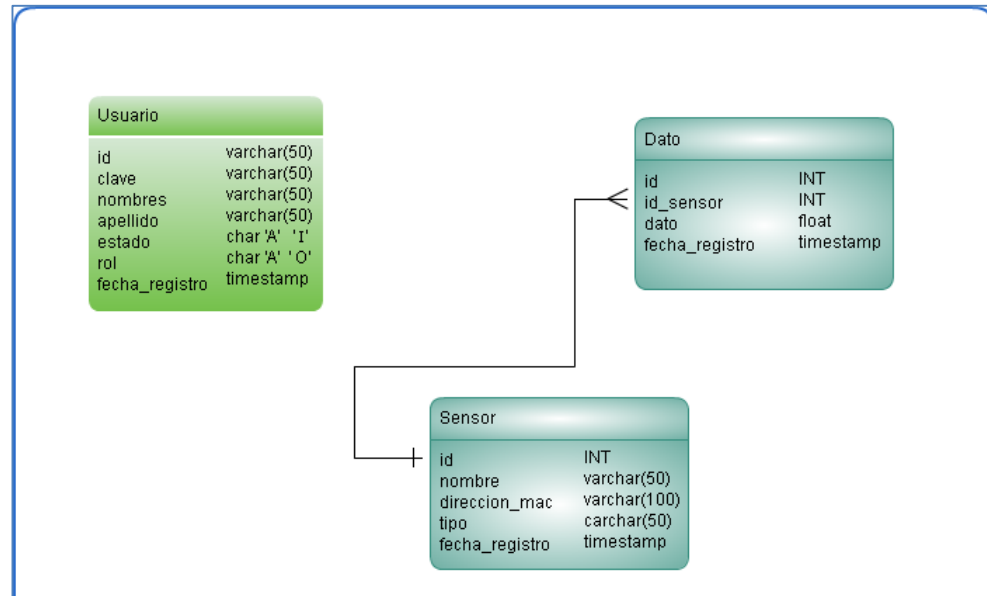 Usuario
id varchar(50)
clave varchar(50)
nombres varchar(50)
apellido varchar(50)
estado char 'A' 'I'
rol char 'A' 'O'
fecha_registro timestamp
Dato
id INT
id_sensor INT
dato float
fecha_registro timestamp
Sensor
id INT
nombre varchar(50)
direccion_mac varchar(100)
tipo carchar(50)
fecha_registro timestamp